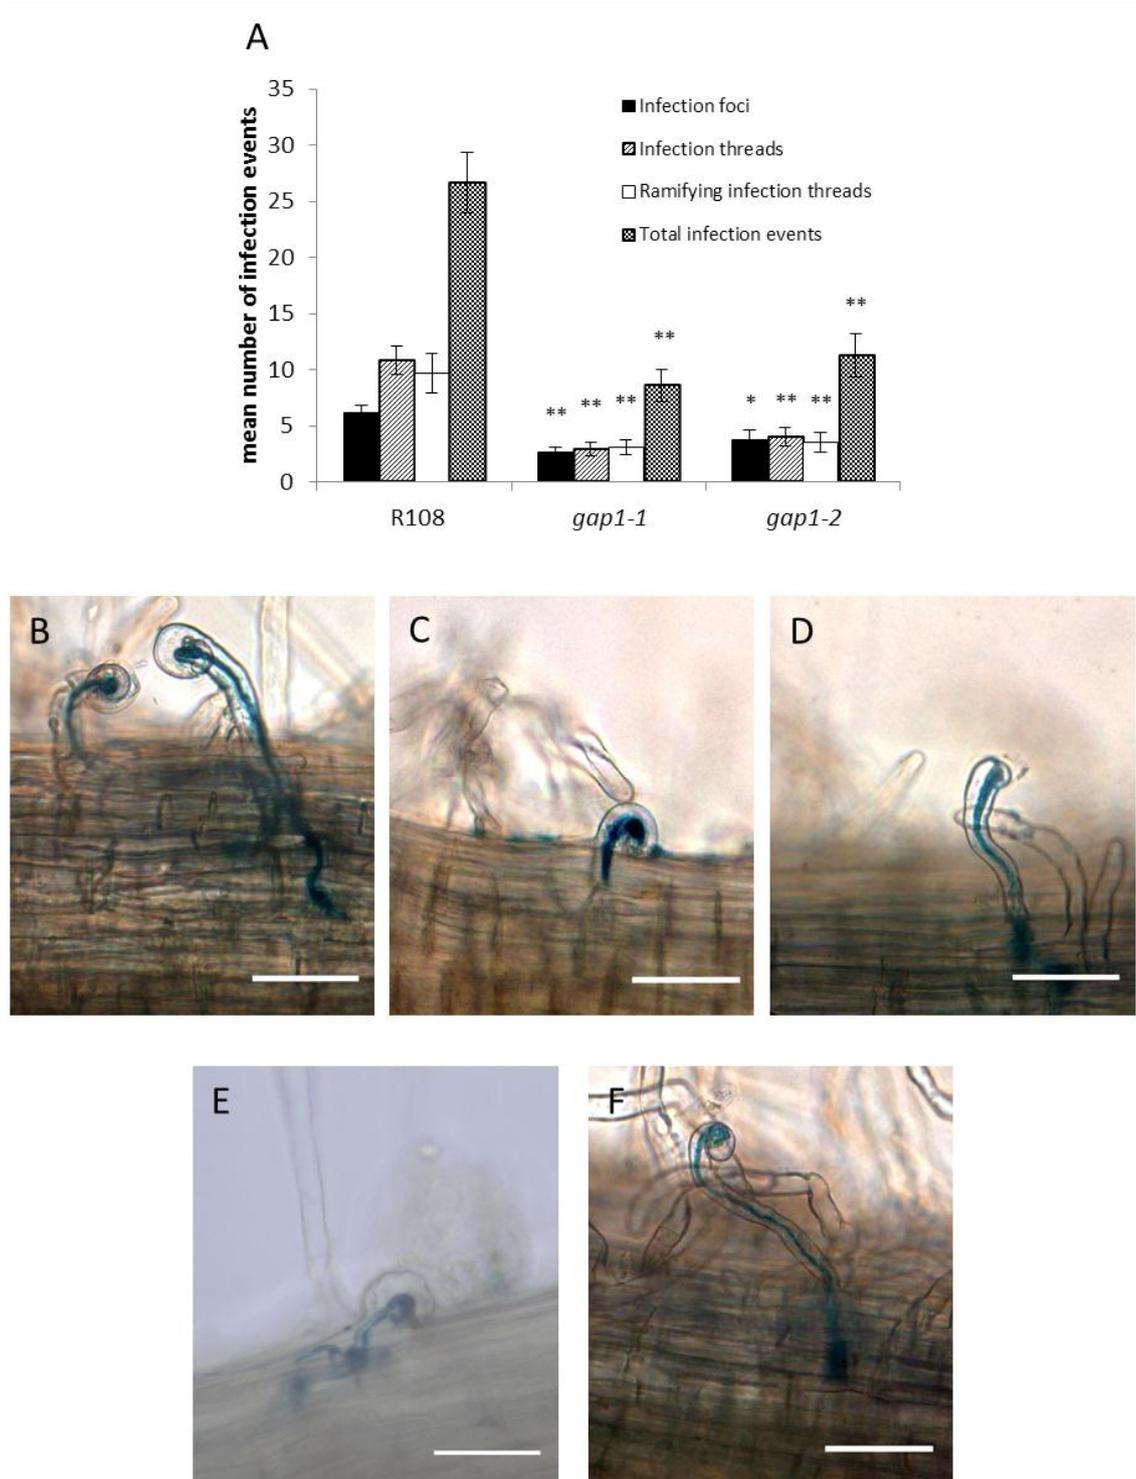 A
mean number of infection events
35
30
25
20
15
10
5
0
Infection foci
Infection threads
Ramifying infection threads
Total infection events
**
**
**
**
**
*
**
**
R108
gap1-1
gap1-2
B
C
D
E
F